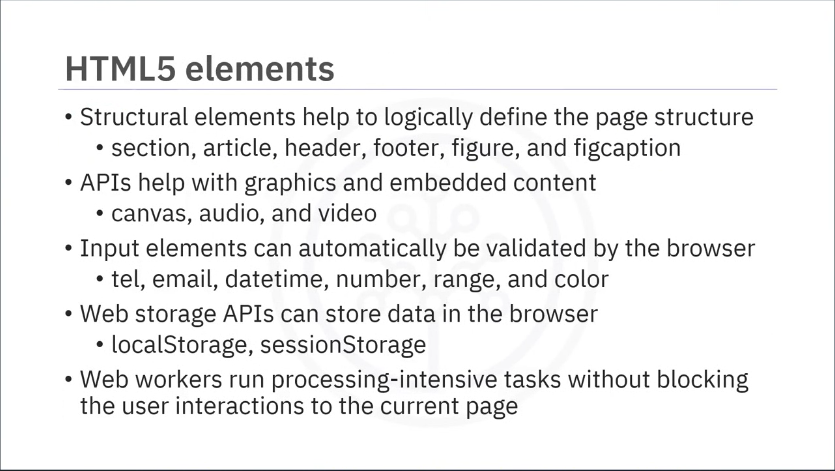 HTML5 elements
• Structural elements help to logically define the page structure
• section, article, header, footer, figure, and figcaption
• APIs help with graphics and embedded content
• canvas, audio, and video
• Input elements can automatically be validated by the browser
• tel, email, datetime, number, range, and color
• Web storage APIs can store data in the browser
• localStorage, sessionStorage
• Web workers run processing-intensive tasks without blocking
the user interactions to the current page